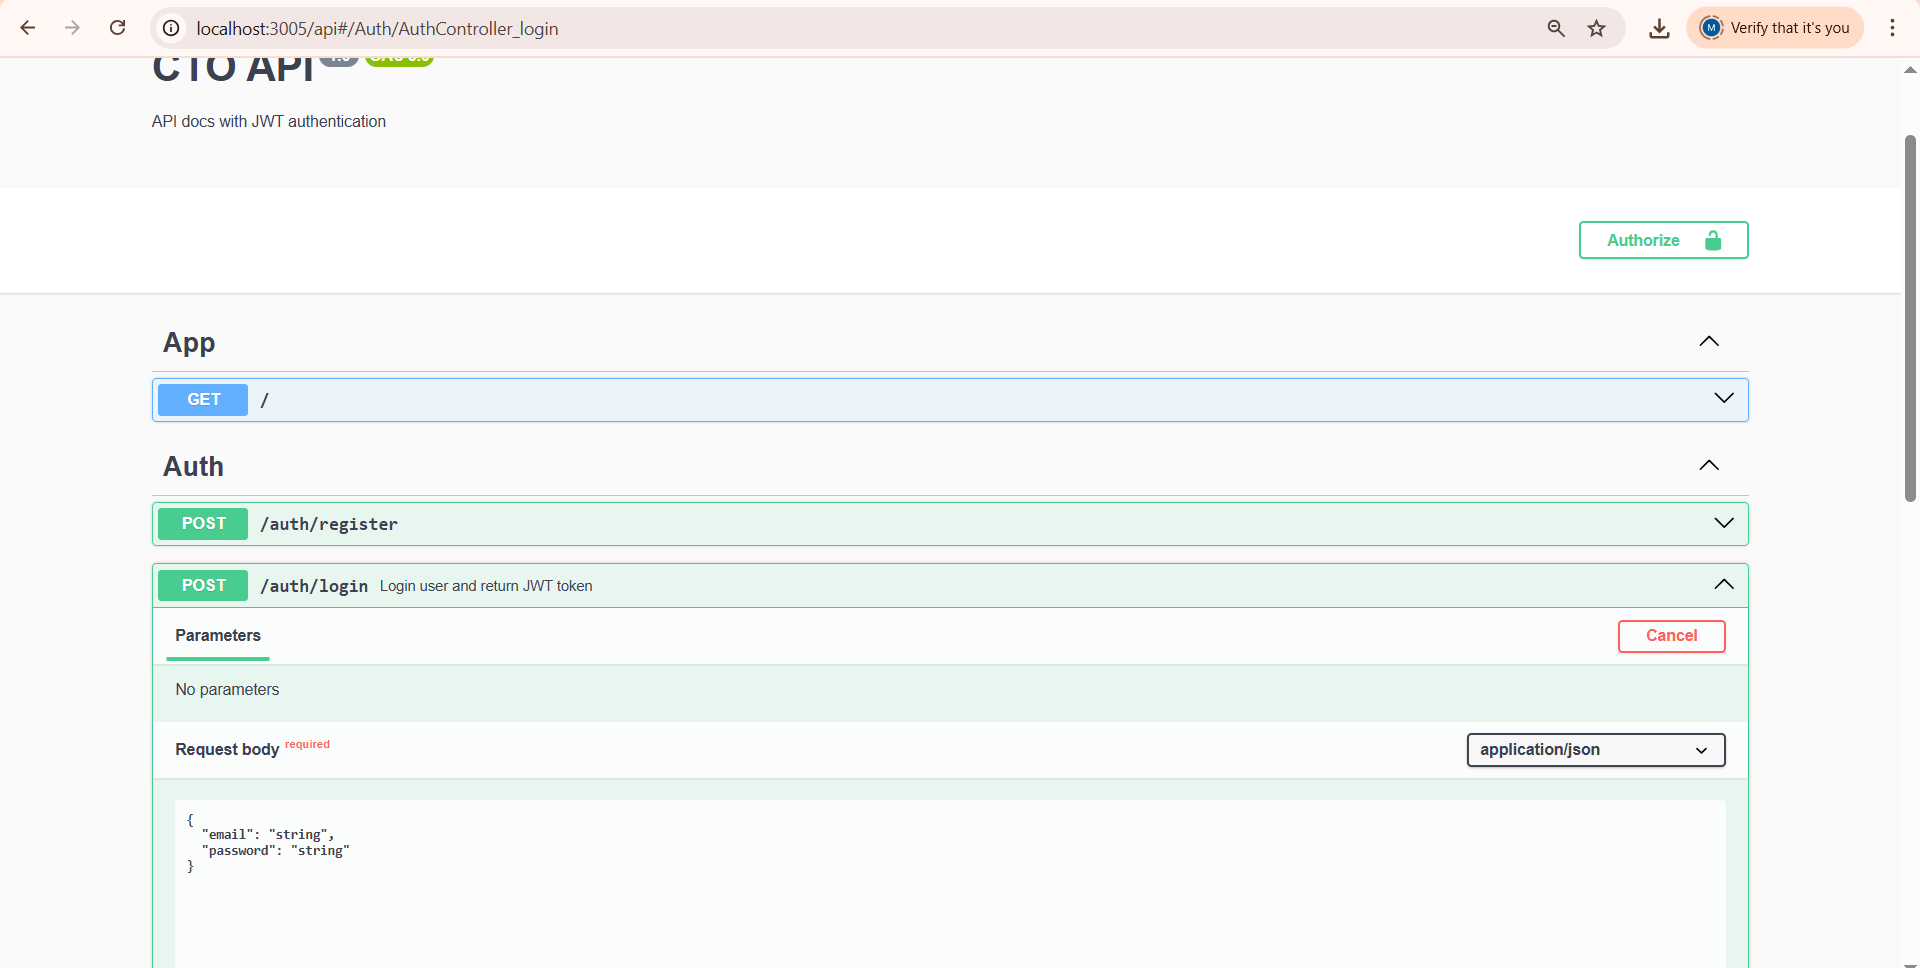 localhost:3005/api#/Auth/AuthController_login
M
Verify that it's you
CTO API
API docs with JWT authentication
Authorize
App
GET /
Auth
POST /auth/register
POST /auth/login Login user and return JWT token
Parameters
Cancel
No parameters
Request body required
application/json
{
"email": "string",
"password": "string"
}